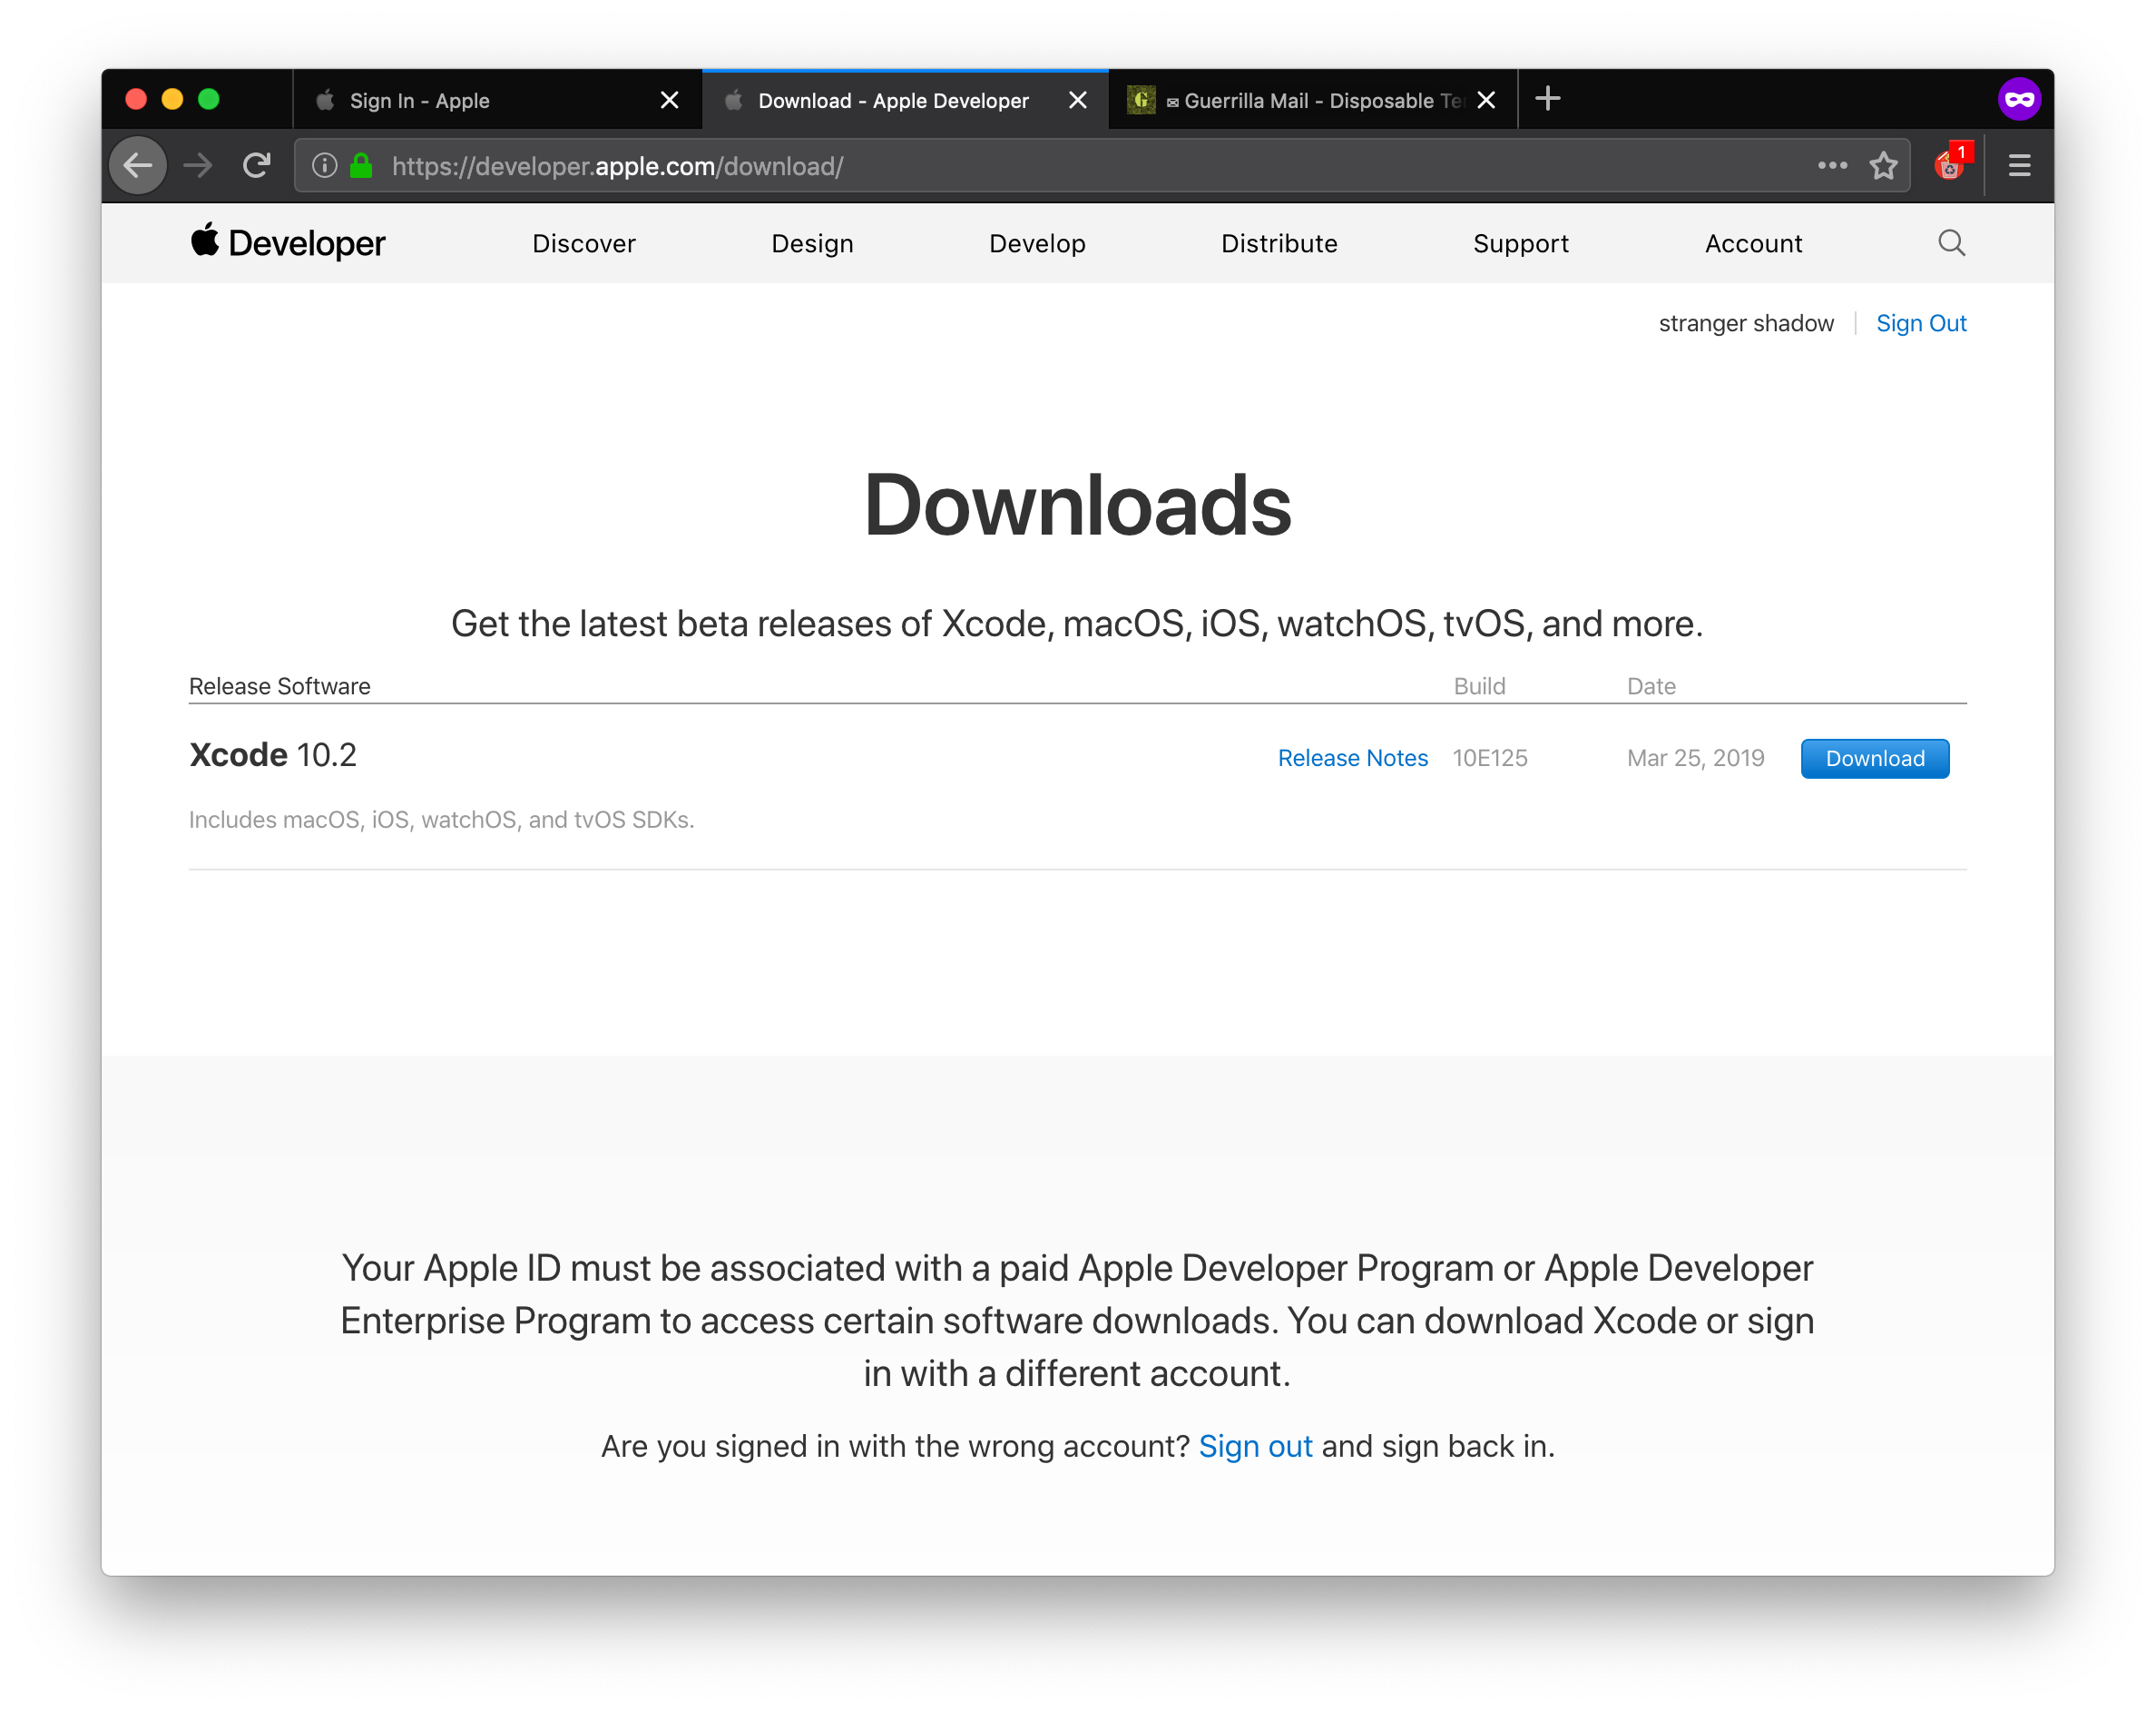 Sign In - Apple
Download - Apple Developer
Guerrilla Mail - Disposable
https://developer.apple.com/download/
1
Developer Discover Design Develop Distribute Support Account
stranger shadow Sign Out
Downloads
Get the latest beta releases of Xcode, macOS, iOS, watchOS, tvOS, and more.
Release Software Build Date
Xcode 10.2 Release Notes 10E125 Mar 25, 2019 Download
Includes macOS, iOS, watchOS, and tvOS SDKs.
Your Apple ID must be associated with a paid Apple Developer Program or Apple Developer
Enterprise Program to access certain software downloads. You can download Xcode or sign
in with a different account.
Are you signed in with the wrong account? Sign out and sign back in.